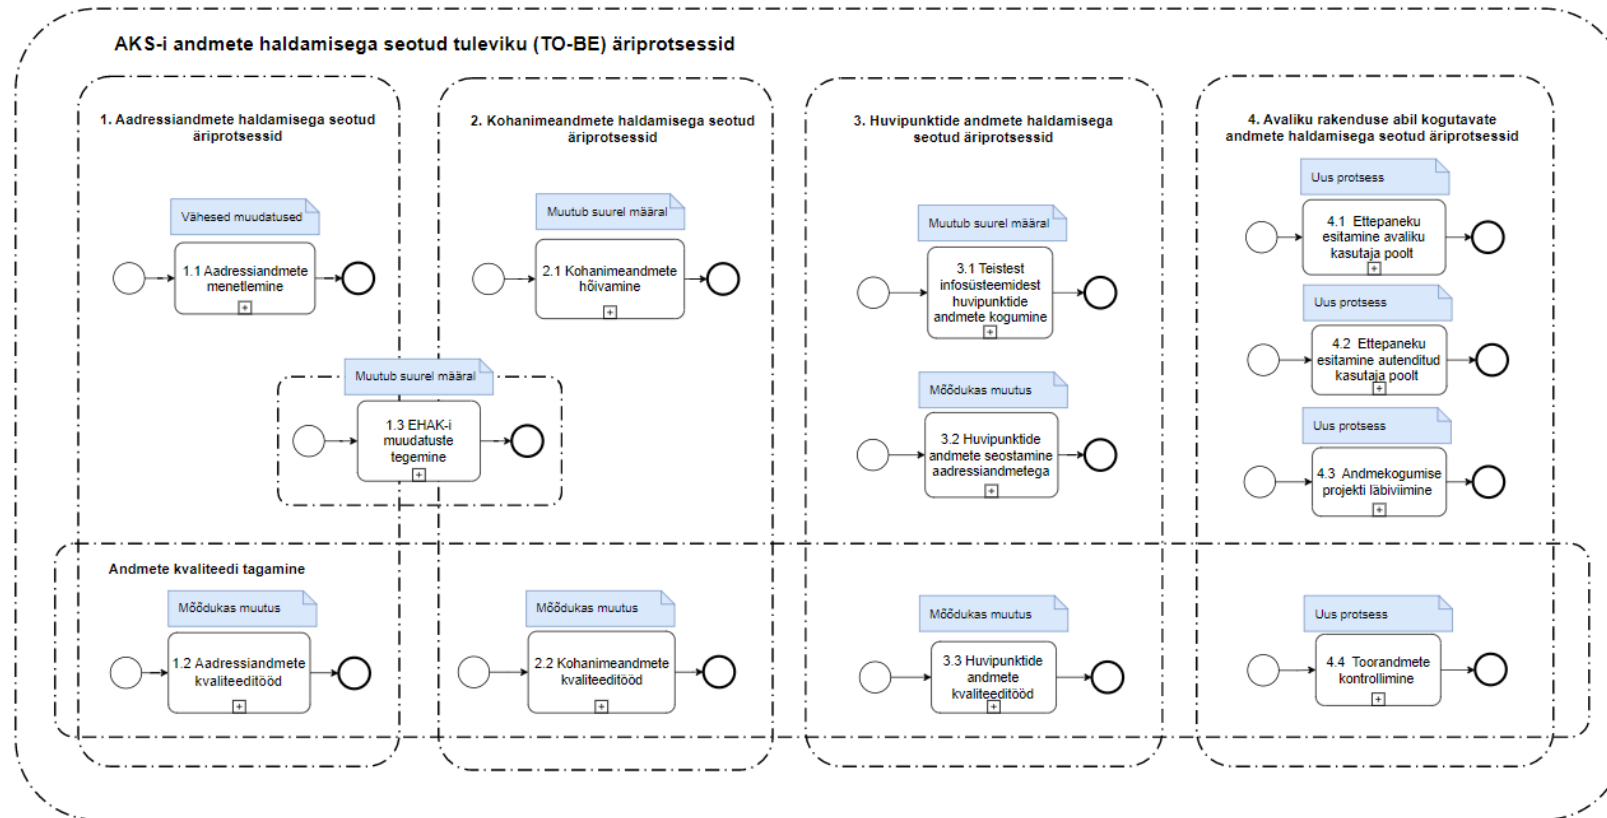 AKS-i andmete haldamisega seotud tuleviku (TO-BE) äriprotsessid
1. Aadressiandmete haldamisega seotud
äriprotsessid
Vähesed muudatused
1.1 Aadressiandmete
menetlemine
2. Kohanimeandmete haldamisega seotud
äriprotsessid
Muutub suurel määral
2.1 Kohanimeandmete
hõivamine
Muutub suurel määral
1.3 EHAK-i
muudatuste
tegemine
3. Huvipunktide andmete haldamisega
seotud äriprotsessid
Muutub suurel määral
3.1 Teistest
infosüsteemidest
huvipunktide
andmete kogumine
Mõõdukas muutus
3.2 Huvipunktide
andmete seostamine
aadressiandmetega
4. Avaliku rakenduse abil kogutavate
andmete haldamisega seotud äriprotsessid
Uus protsess
4.1 Ettepaneku
esitamine avaliku
kasutaja poolt
Uus protsess
4.2 Ettepaneku
esitamine autenditud
kasutaja poolt
Uus protsess
4.3 Andmekogumise
projekti läbiviimine
Andmete kvaliteedi tagamine
Mõõdukas muutus
1.2 Aadressiandmete
kvaliteeditööd
Mõõdukas muutus
2.2 Kohanimeandmete
kvaliteeditööd
Mõõdukas muutus
3.3 Huvipunktide
andmete
kvaliteeditööd
Uus protsess
4.4 Toorandmete
kontrollimine